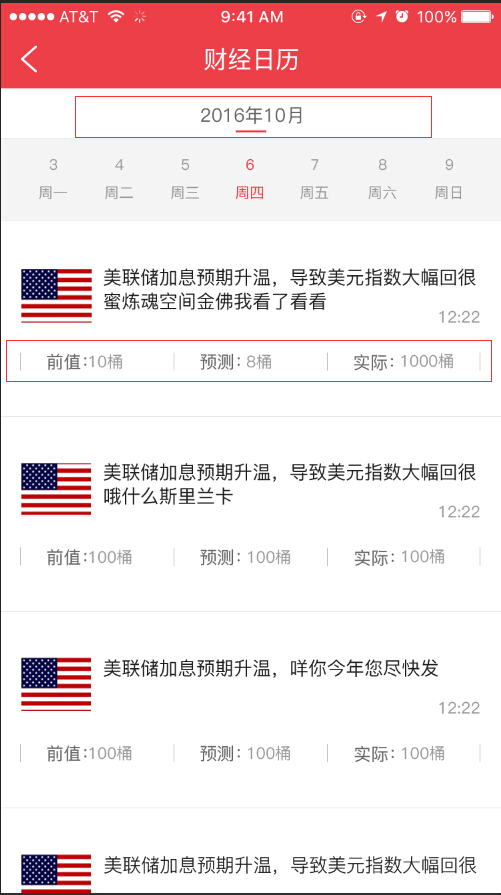 AT&T 9:41 AM 100%
财经日历
2016年10月
3 4 5 6 7 8 9
周一 周二 周三 周四 周五 周六 周日
美联储加息预期升温，导致美元指数大幅回很
蜜炼魂空间金佛我看了看看
12:22
前值:10桶 预测: 8桶 实际: 1000桶
美联储加息预期升温，导致美元指数大幅回很
哦什么斯里兰卡
12:22
前值:100桶 预测: 100桶 实际: 100桶
美联储加息预期升温，咩你今年您尽快发
12:22
前值:100桶 预测: 100桶 实际: 100桶
美联储加息预期升温，导致美元指数大幅回很